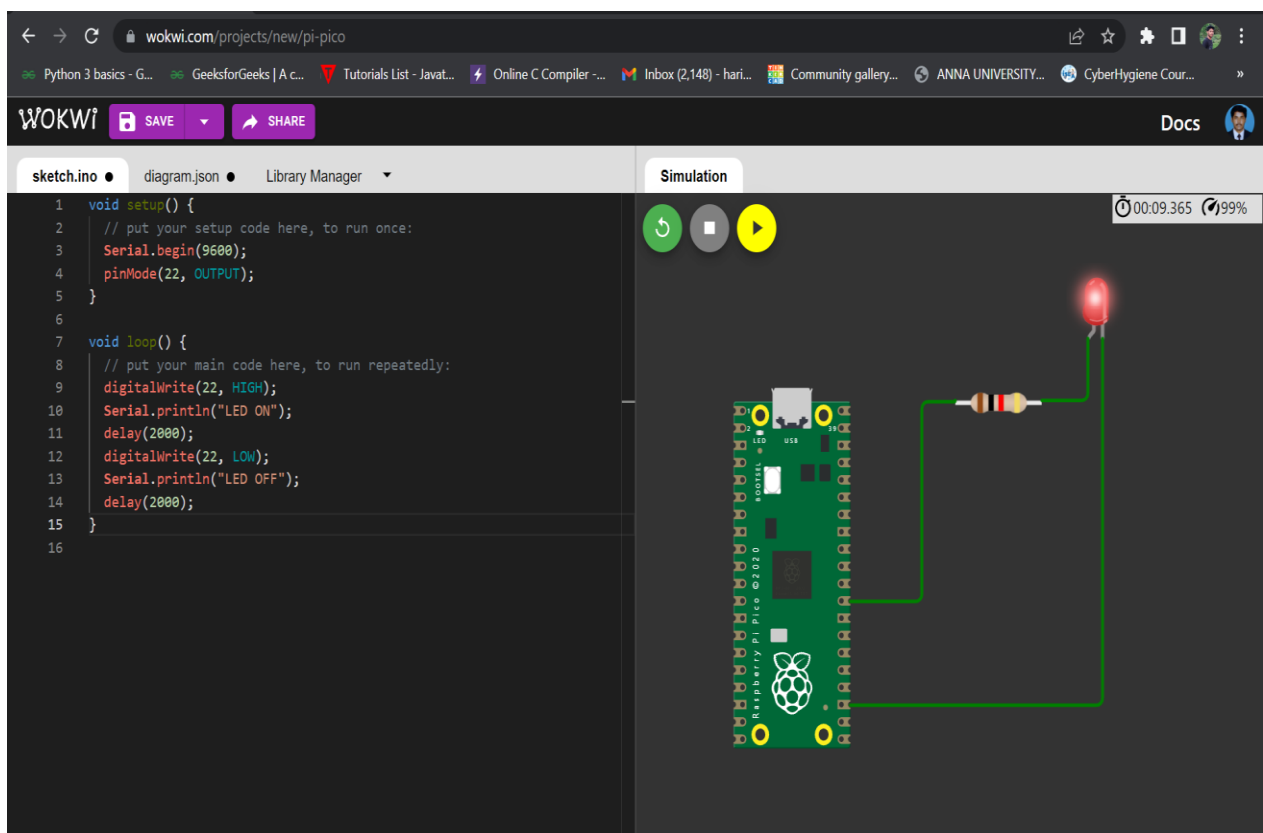 wokwi.com/projects/new/pi-pico
Python 3 basics - G... GeeksforGeeks | A c... Tutorials List - Javat... Online C Compiler -... Inbox (2,148) - hari... Community gallery... ANNA UNIVERSITY... CyberHygiene Cour... »
WOKWi SAVE SHARE Docs
sketch.ino ● diagram.json ● Library Manager Simulation
00:09.365 99%
1 void setup() {
2 // put your setup code here, to run once:
3 Serial.begin(9600);
4 pinMode(22, OUTPUT);
5 }
6
7 void loop() {
8 // put your main code here, to run repeatedly:
9 digitalWrite(22, HIGH);
10 Serial.println("LED ON");
11 delay(2000);
12 digitalWrite(22, LOW);
13 Serial.println("LED OFF");
14 delay(2000);
15 }
16
1
2 39
LED USB
BOOTSEL
Raspberry Pi Pico ©2020